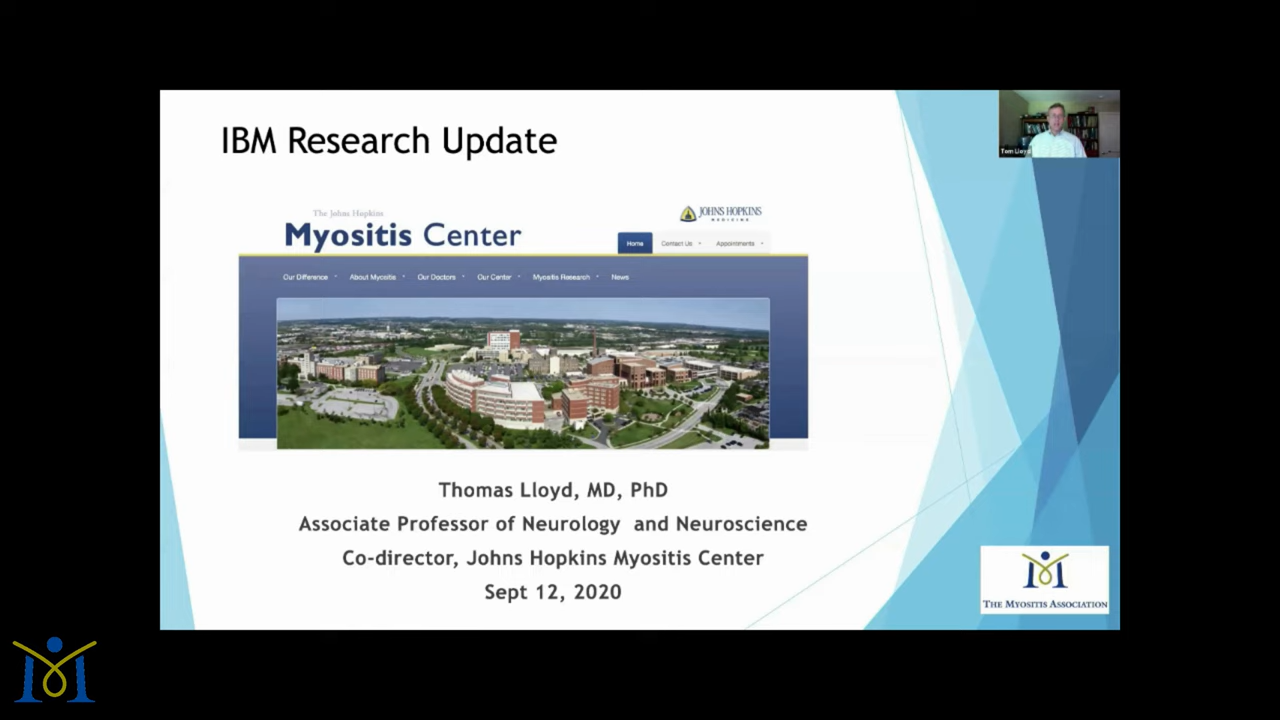 IBM Research Update
Tom Lloyd
The Johns Hopkins
Myositis Center
JOHNS HOPKINS
MEDICINE
Home Contact Us Appointments
Our Difference About Myositis Our Doctors Our Center Myositis Research News
Thomas Lloyd, MD, PhD
Associate Professor of Neurology and Neuroscience
Co-director, Johns Hopkins Myositis Center
Sept 12, 2020
THE MYOSITIS ASSOCIATION